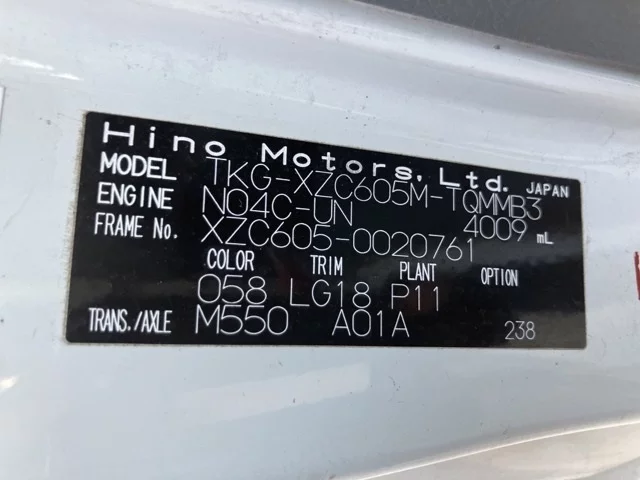 Hino Motors, Ltd. JAPAN
MODEL TKG-XZC605M-TQMMB3
ENGINE N04C-UN 4009 mL
FRAME No. XZC605-0020761
COLOR TRIM PLANT OPTION
058 LG18 P11
TRANS./AXLE M550 A01A 238